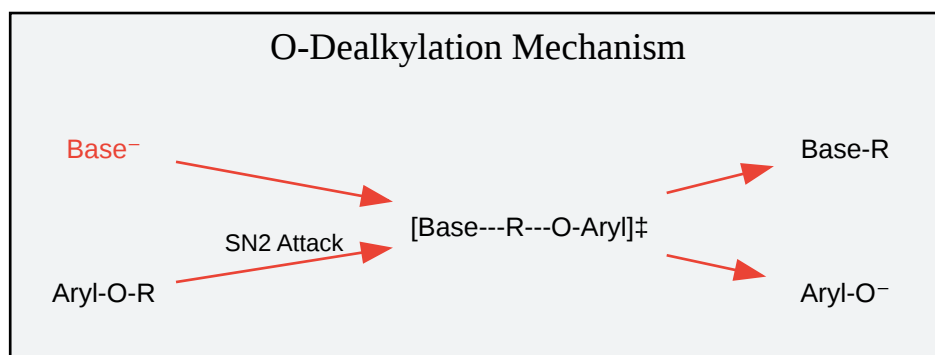 O-Dealkylation Mechanism
Base⁻
Base-R
[Base---R---O-Aryl]‡
SN2 Attack
Aryl-O-R
Aryl-O⁻